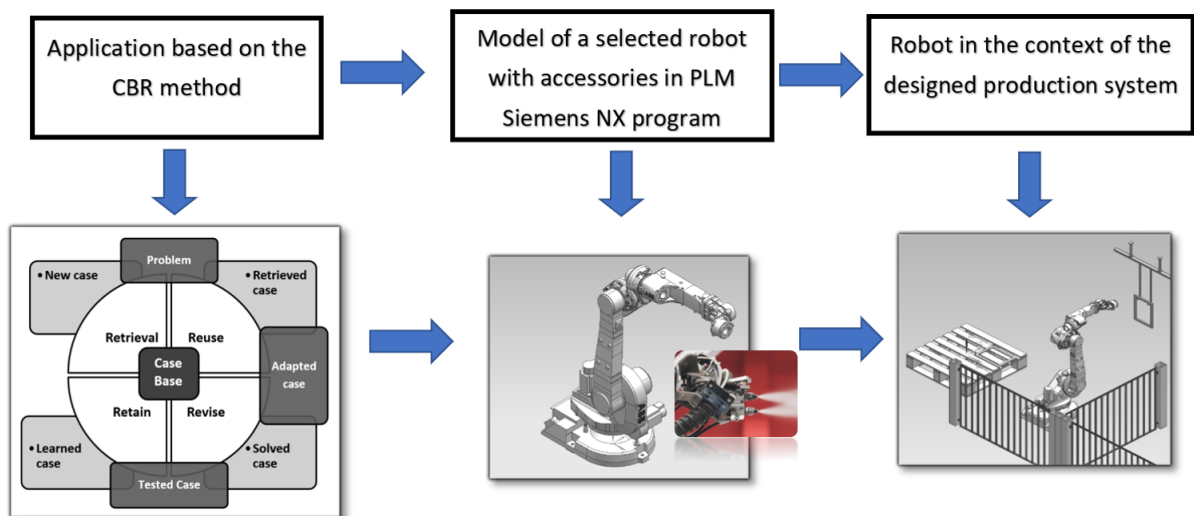 Application based on the
CBR method
Model of a selected robot
with accessories in PLM
Siemens NX program
Robot in the context of the
designed production system
Problem
• New case
• Retrieved
case
Retrieval
Reuse
Case
Base
Adapted
case
Retain
Revise
• Learned
case
• Solved
case
Tested Case